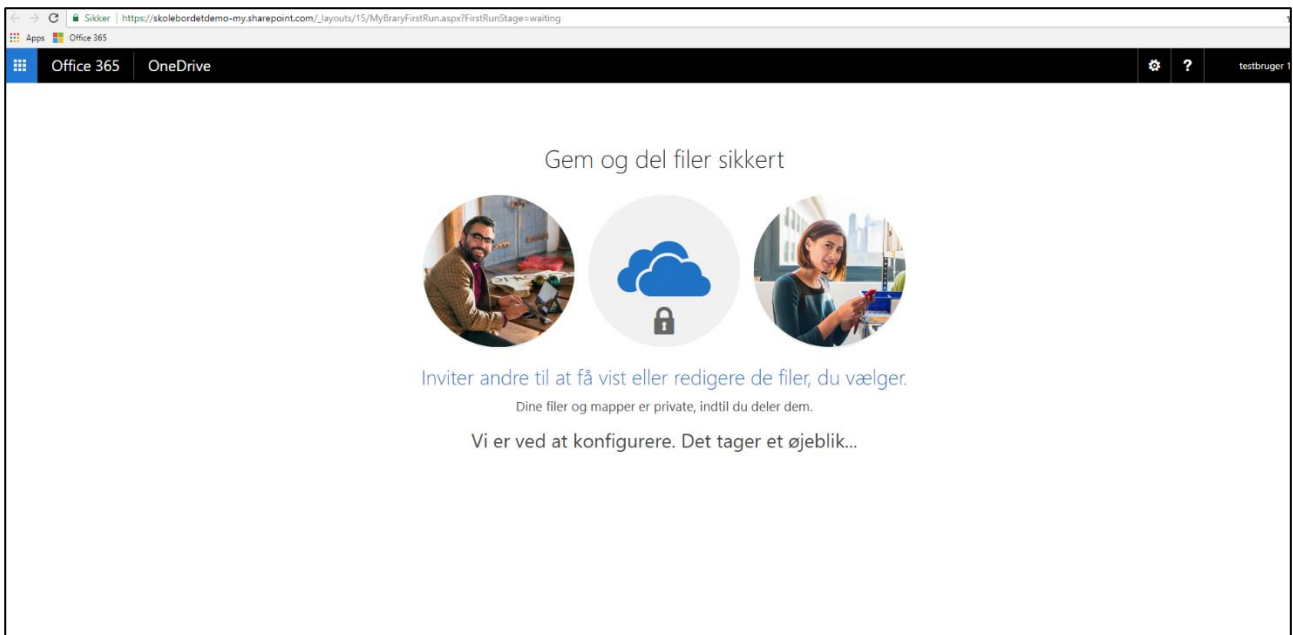 Sikker https://skolebordetdemo-my.sharepoint.com/_layouts/15/MyBraryFirstRun.aspx?FirstRunStage=waiting
Apps Office 365
Office 365 OneDrive ? testbruger 1
Gem og del filer sikkert
Inviter andre til at få vist eller redigere de filer, du vælger.
Dine filer og mapper er private, indtil du deler dem.
Vi er ved at konfigurere. Det tager et øjeblik...